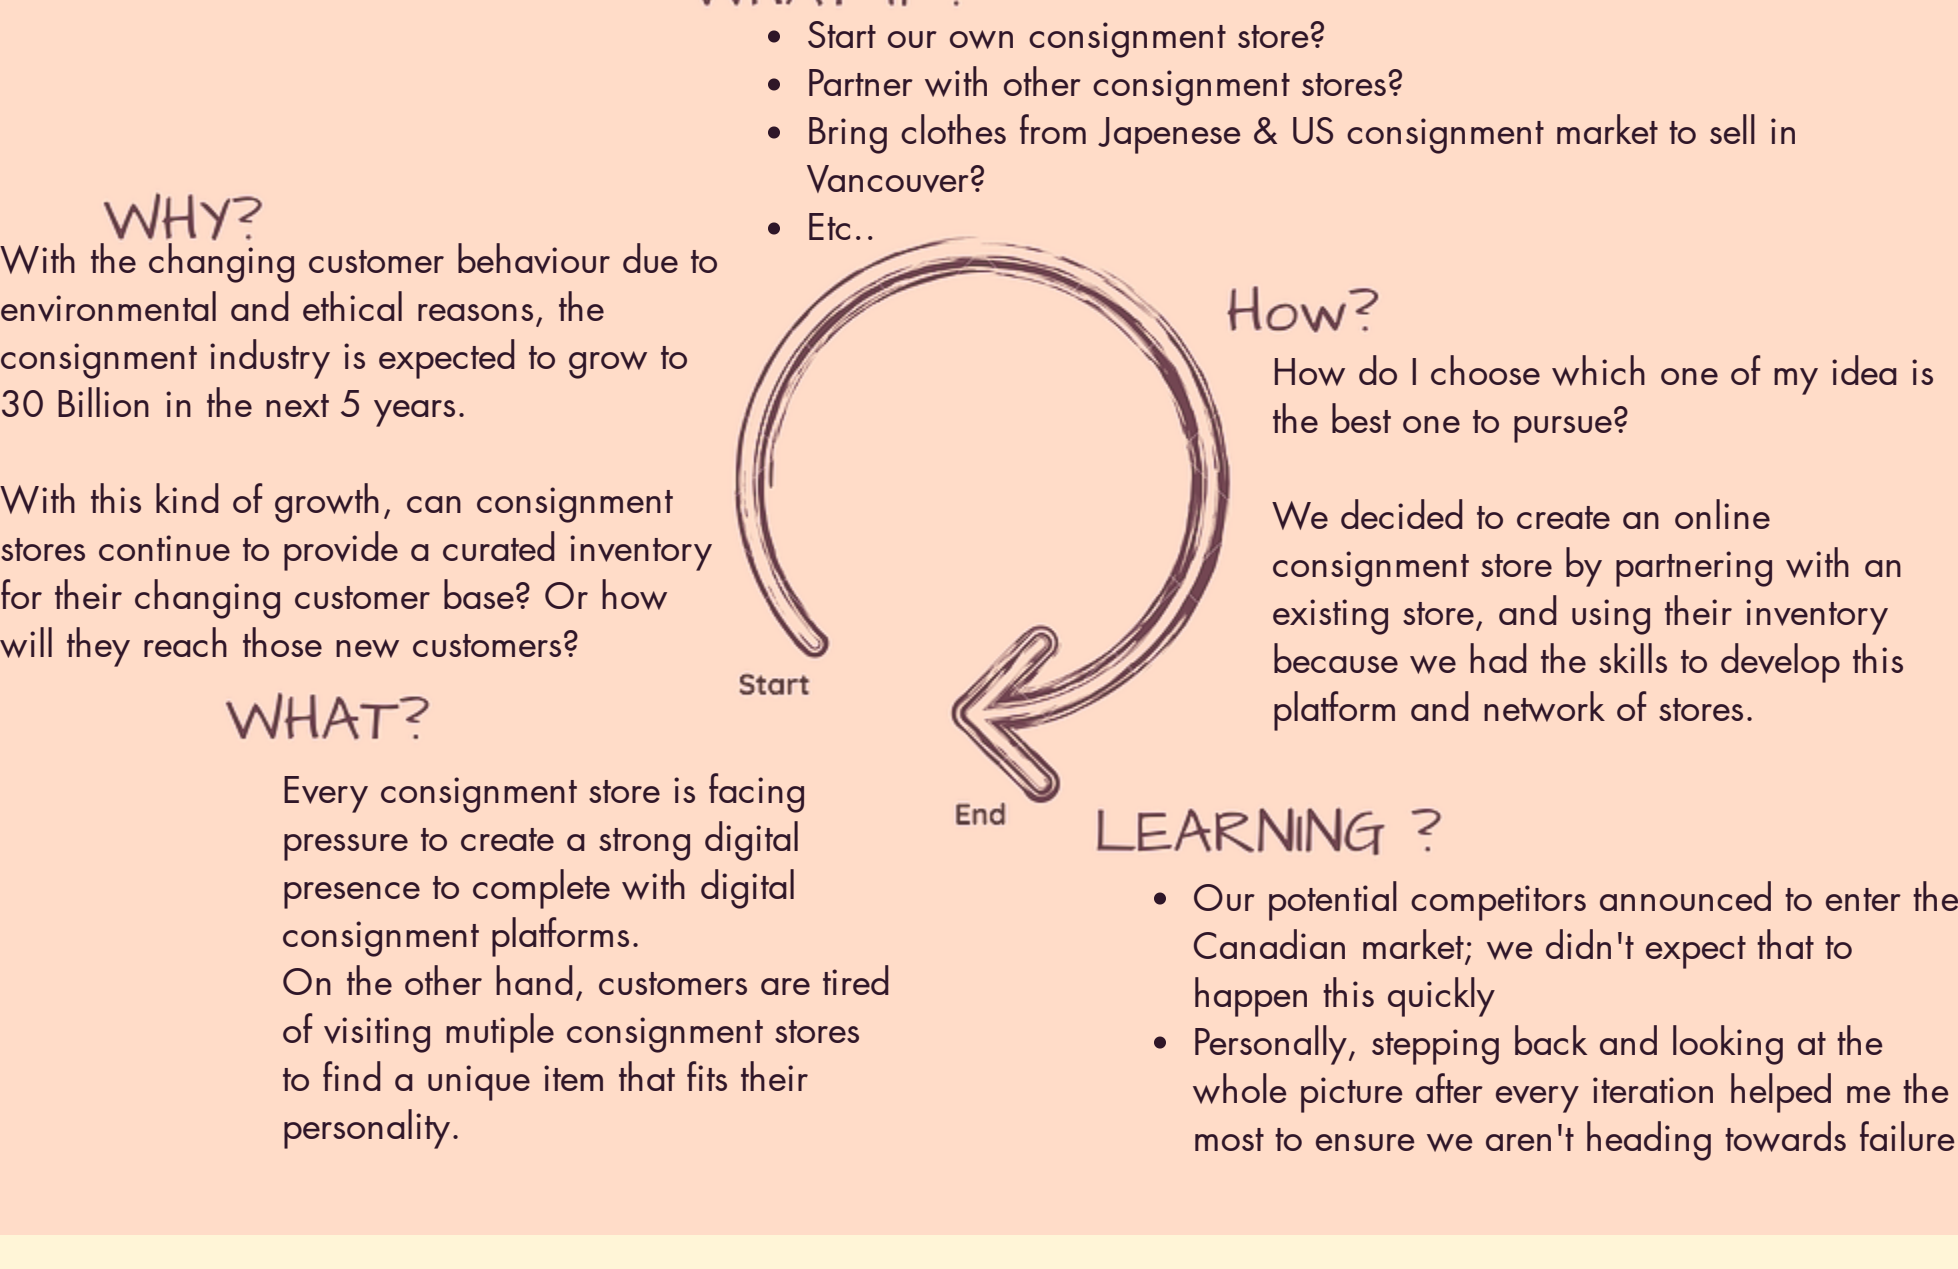 Start our own consignment store?
Partner with other consignment stores?
Bring clothes from Japenese & US consignment market to sell in
Vancouver?
Etc..
WHY?
With the changing customer behaviour due to
environmental and ethical reasons, the
consignment industry is expected to grow to
30 Billion in the next 5 years.
With this kind of growth, can consignment
stores continue to provide a curated inventory
for their changing customer base? Or how
will they reach those new customers?
How?
How do I choose which one of my idea is
the best one to pursue?
We decided to create an online
consignment store by partnering with an
existing store, and using their inventory
because we had the skills to develop this
platform and network of stores.
Start
End
WHAT?
Every consignment store is facing
pressure to create a strong digital
presence to complete with digital
consignment platforms.
On the other hand, customers are tired
of visiting mutiple consignment stores
to find a unique item that fits their
personality.
LEARNING ?
Our potential competitors announced to enter the
Canadian market; we didn't expect that to
happen this quickly
Personally, stepping back and looking at the
whole picture after every iteration helped me the
most to ensure we aren't heading towards failure